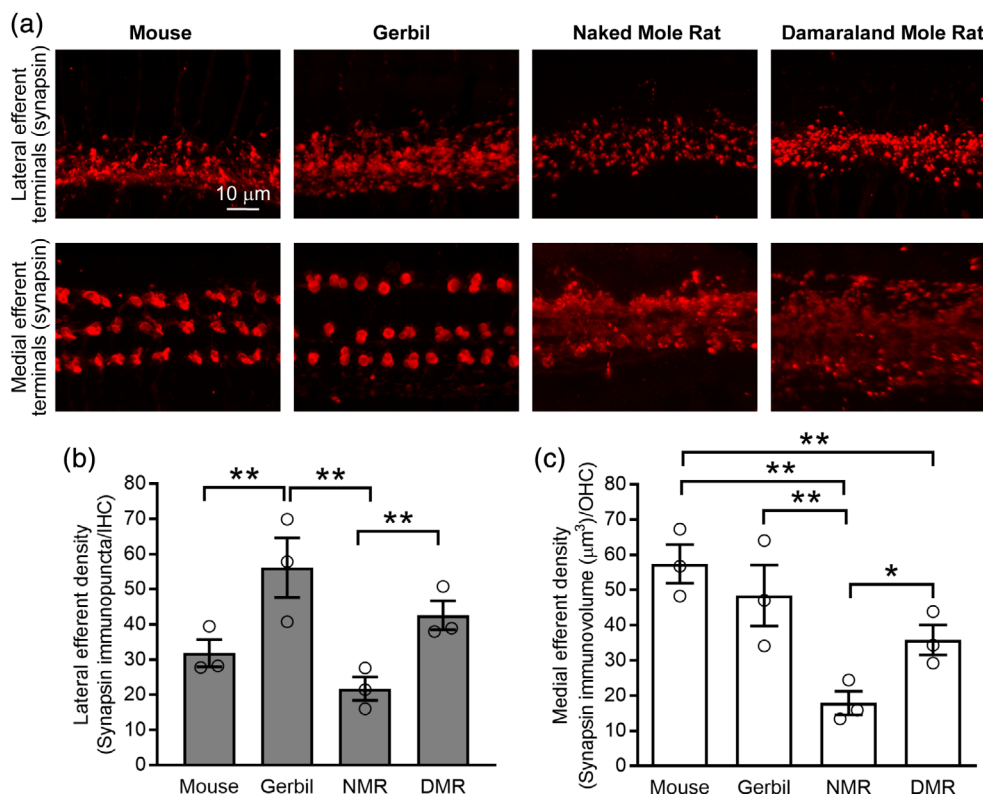 (a)
Mouse
Gerbil
Naked Mole Rat
Damaraland Mole Rat
Lateral efferent
terminals (synapsin)
10 μm
Medial efferent
terminals (synapsin)
(b)
Lateral efferent density
(Synapsin immunopuncta/IHC)
80
70
60
50
40
30
20
10
0
**
**
**
Mouse
Gerbil
NMR
DMR
(c)
Medial efferent density
(Synapsin immunovolume (μm³)/OHC)
80
70
60
50
40
30
20
10
0
**
**
**
*
Mouse
Gerbil
NMR
DMR